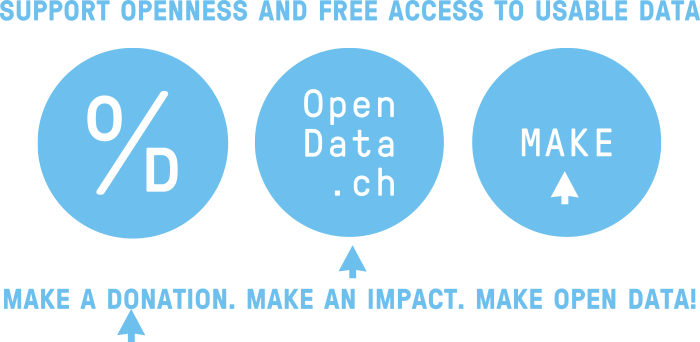 SUPPORT OPENNESS AND FREE ACCESS TO USABLE DATA
O/D
Open
Data
.ch
MAKE
MAKE A DONATION. MAKE AN IMPACT. MAKE OPEN DATA!